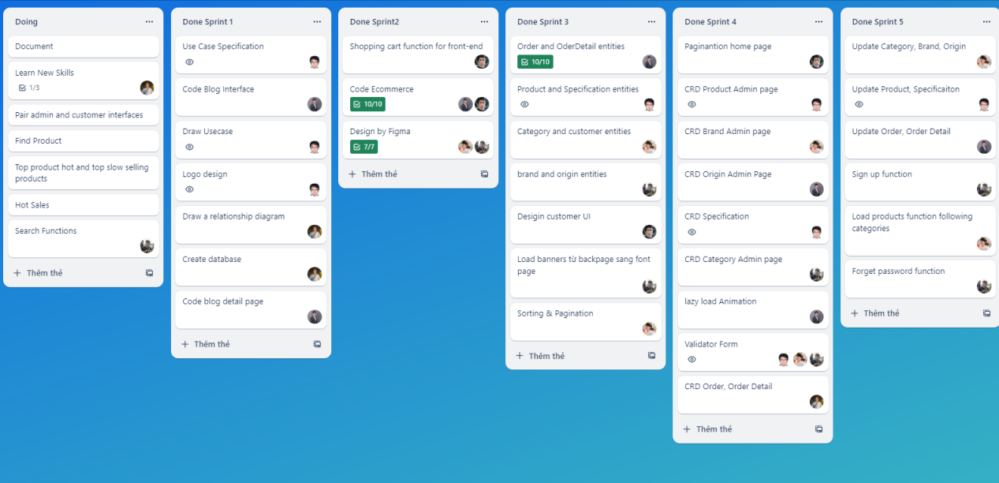 Doing
Document
Learn New Skills
1/3
Pair admin and customer interfaces
Find Product
Top product hot and top slow selling
products
Hot Sales
Search Functions
+ Thêm thẻ
Done Sprint 1
Use Case Specification
Code Blog Interface
Draw Usecase
Logo design
Draw a relationship diagram
Create database
Code blog detail page
+ Thêm thẻ
Done Sprint2
Shopping cart function for front-end
Code Ecommerce
10/10
Design by Figma
7/7
+ Thêm thẻ
Done Sprint 3
Order and OderDetail entities
10/10
Product and Specification entities
Category and customer entities
brand and origin entities
Desigin customer UI
Load banners từ backpage sang font
page
Sorting & Pagination
+ Thêm thẻ
Done Sprint 4
Paginantion home page
CRD Product Admin page
CRD Brand Admin page
CRD Origin Admin Page
CRD Specification
CRD Category Admin page
lazy load Animation
Validator Form
CRD Order, Order Detail
+ Thêm thẻ
Done Sprint 5
Update Category, Brand, Origin
Update Product, Specificaiton
Update Order, Order Detail
Sign up function
Load products function following
categories
Forget password function
+ Thêm thẻ